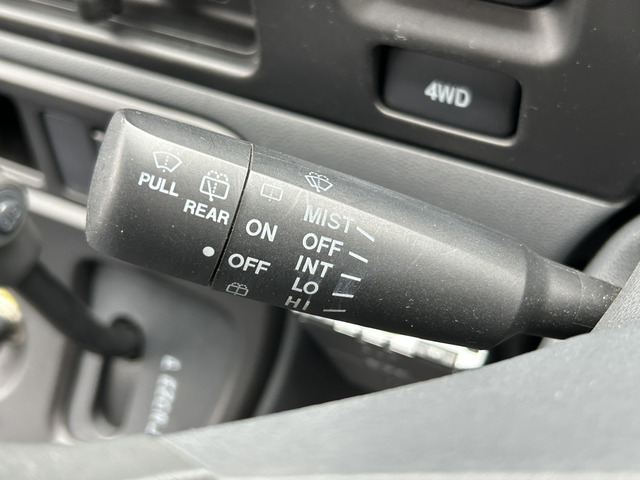 4WD
PULL
REAR
ON
OFF
MIST
OFF
INT
LO
HI